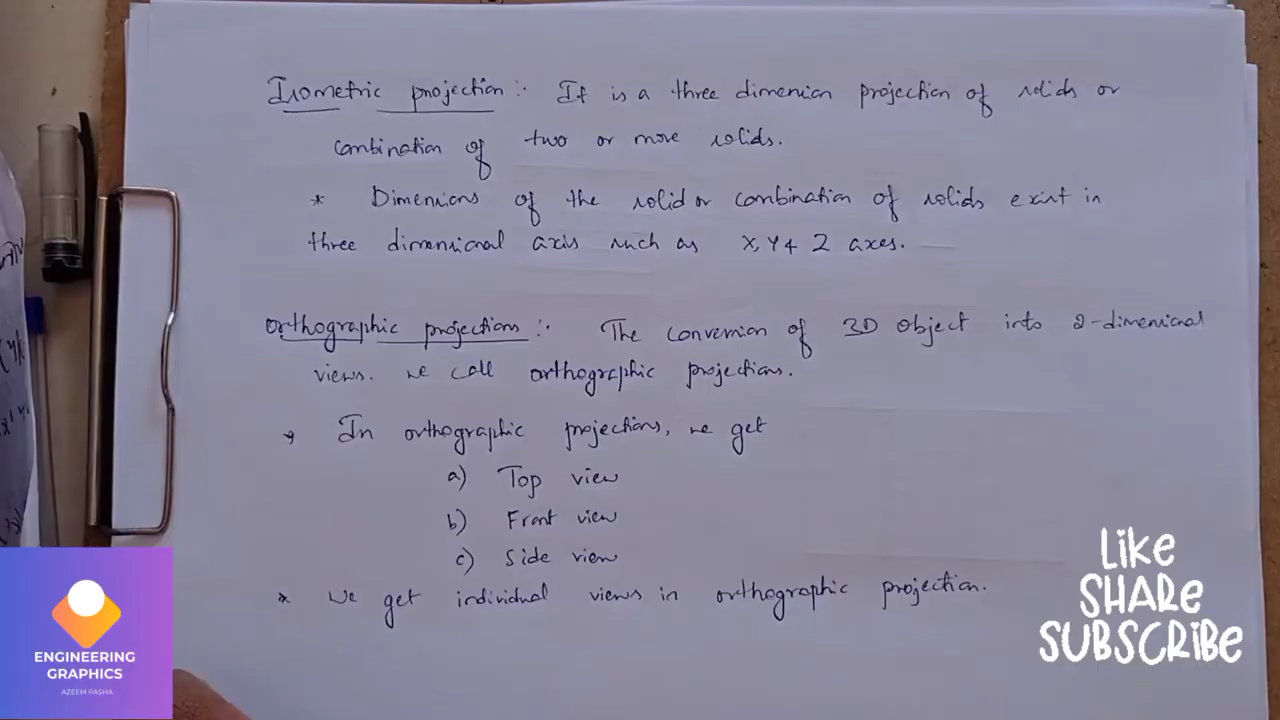 Isometric projection :- It is a three dimension projection of solids or
combination of two or more solids.
* Dimensions of the solid or combination of solids exist in
three dimensional axis such as X, Y & Z axes.
Orthographic projections :- The conversion of 3D object into 2-dimensional
views. we call orthographic projections.
* In orthographic projections, we get
a) Top view
b) Front view
c) Side view
* We get individual views in orthographic projection.
LIKE
SHARE
SUBSCRIBE
ENGINEERING
GRAPHICS
AZEEM PASHA